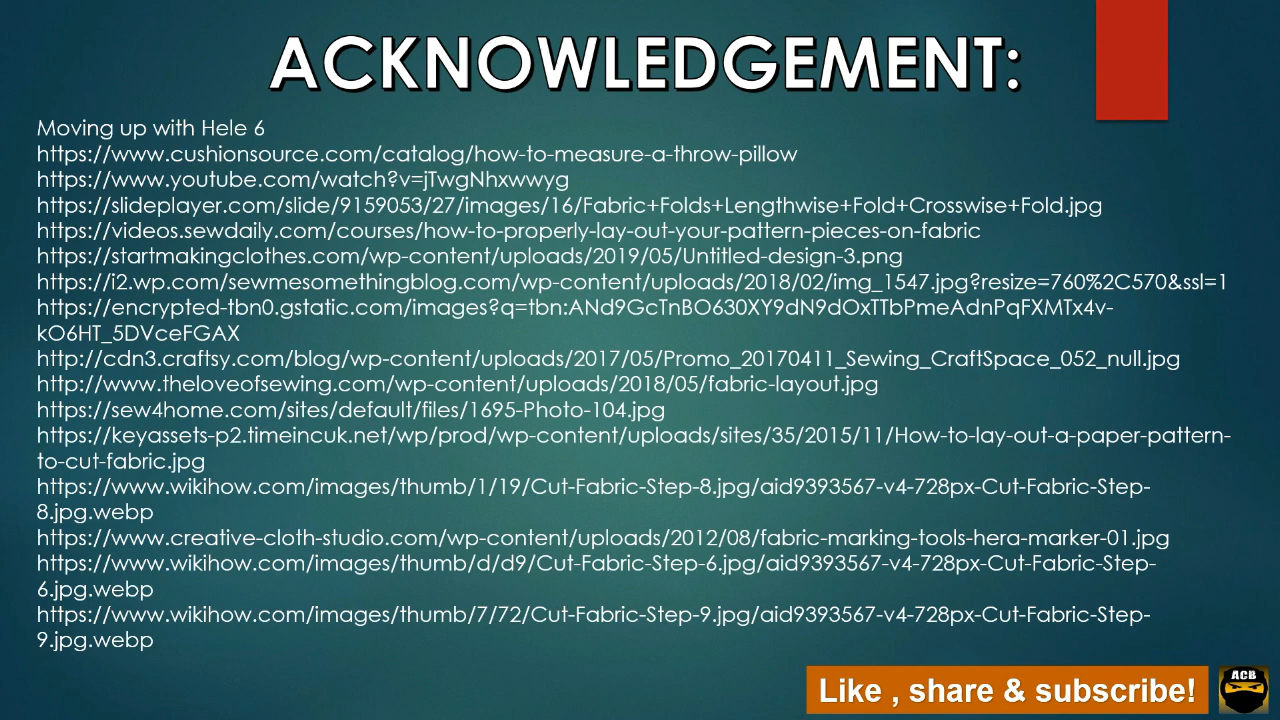 ACKNOWLEDGEMENT:
Moving up with Hele 6
https://www.cushionsource.com/catalog/how-to-measure-a-throw-pillow
https://www.youtube.com/watch?v=jTwgNhxwwyg
https://slideplayer.com/slide/9159053/27/images/16/Fabric+Folds+Lengthwise+Fold+Crosswise+Fold.jpg
https://videos.sewdaily.com/courses/how-to-properly-lay-out-your-pattern-pieces-on-fabric
https://startmakingclothes.com/wp-content/uploads/2019/05/Untitled-design-3.png
https://i2.wp.com/sewmesomethingblog.com/wp-content/uploads/2018/02/img_1547.jpg?resize=760%2C570&ssl=1
https://encrypted-tbn0.gstatic.com/images?q=tbn:ANd9GcTnBO630XY9dN9dOxTTbPmeAdnPqFXMTx4v-
kO6HT_5DVceFGAX
http://cdn3.craftsy.com/blog/wp-content/uploads/2017/05/Promo_20170411_Sewing_CraftSpace_052_null.jpg
http://www.theloveofsewing.com/wp-content/uploads/2018/05/fabric-layout.jpg
https://sew4home.com/sites/default/files/1695-Photo-104.jpg
https://keyassets-p2.timeincuk.net/wp/prod/wp-content/uploads/sites/35/2015/11/How-to-lay-out-a-paper-pattern-
to-cut-fabric.jpg
https://www.wikihow.com/images/thumb/1/19/Cut-Fabric-Step-8.jpg/aid9393567-v4-728px-Cut-Fabric-Step-
8.jpg.webp
https://www.creative-cloth-studio.com/wp-content/uploads/2012/08/fabric-marking-tools-hera-marker-01.jpg
https://www.wikihow.com/images/thumb/d/d9/Cut-Fabric-Step-6.jpg/aid9393567-v4-728px-Cut-Fabric-Step-
6.jpg.webp
https://www.wikihow.com/images/thumb/7/72/Cut-Fabric-Step-9.jpg/aid9393567-v4-728px-Cut-Fabric-Step-
9.jpg.webp
Like , share & subscribe!
ACB